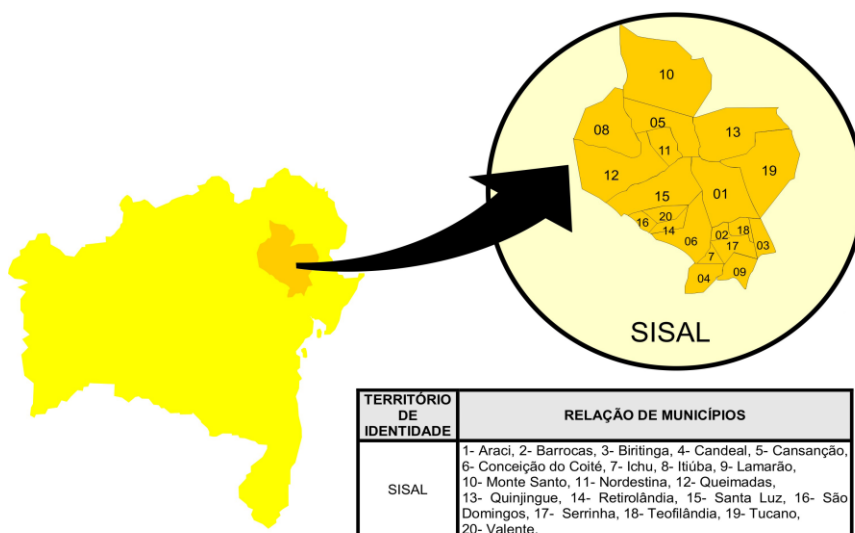 10
05
08
13
11
12
19
15
01
20
16
14
02
18
06
17
03
7
04
09
SISAL
TERRITÓRIO DE IDENTIDADE
RELAÇÃO DE MUNICÍPIOS
SISAL
1- Araci, 2- Barrocas, 3- Biritinga, 4- Candeal, 5- Cansanção,
6- Conceição do Coité, 7- Ichu, 8- Itiúba, 9- Lamarão,
10- Monte Santo, 11- Nordestina, 12- Queimadas,
13- Quinjingue, 14- Retirolândia, 15- Santa Luz, 16- São
Domingos, 17- Serrinha, 18- Teofilândia, 19- Tucano,
20- Valente.